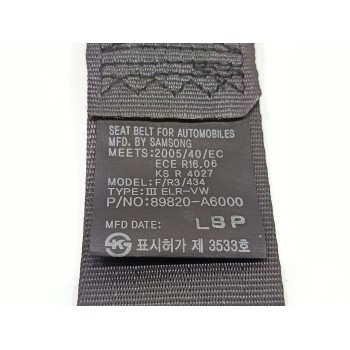 SEAT BELT FOR AUTOMOBILES
MFD. BY SAMSONG
MEETS:2005/40/EC
ECE R16.06
KS R 4027
MODEL:F/R3/434
TYPE:III ELR-VW
P/NO:89820-A6000
MFD DATE: LBP
표시허가 제 3533호